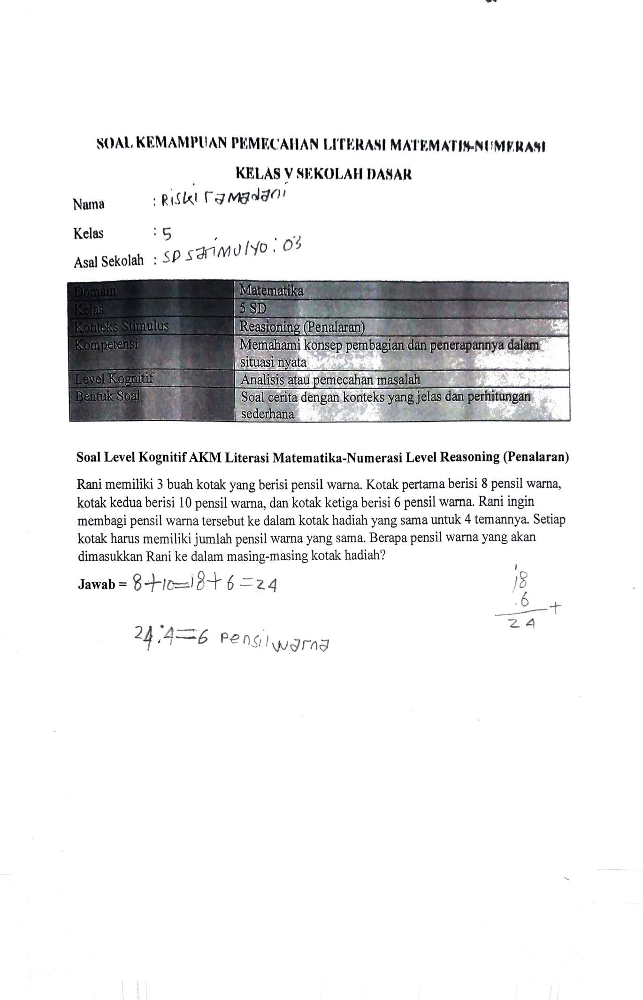 SOAL KEMAMPUAN PEMECAHAN LITERASI MATEMATIS-NUMERASI
KELAS V SEKOLAH DASAR
Nama : Riski ramadani
Kelas : 5
Asal Sekolah : SD sarimulyo : 03
Domain Matematika
Kelas 5 SD
Konteks Stimulus Reasioning (Penalaran)
Kompetensi Memahami konsep pembagian dan penerapannya dalam
situasi nyata
Level Kognitif Analisis atau pemecahan masalah
Bentuk Soal Soal cerita dengan konteks yang jelas dan perhitungan
sederhana
Soal Level Kognitif AKM Literasi Matematika-Numerasi Level Reasoning (Penalaran)
Rani memiliki 3 buah kotak yang berisi pensil warna. Kotak pertama berisi 8 pensil warna,
kotak kedua berisi 10 pensil warna, dan kotak ketiga berisi 6 pensil warna. Rani ingin
membagi pensil warna tersebut ke dalam kotak hadiah yang sama untuk 4 temannya. Setiap
kotak harus memiliki jumlah pensil warna yang sama. Berapa pensil warna yang akan
dimasukkan Rani ke dalam masing-masing kotak hadiah?
Jawab = 8+10=18+6=24
1
18
6 +
24
24:4=6 pensil warna